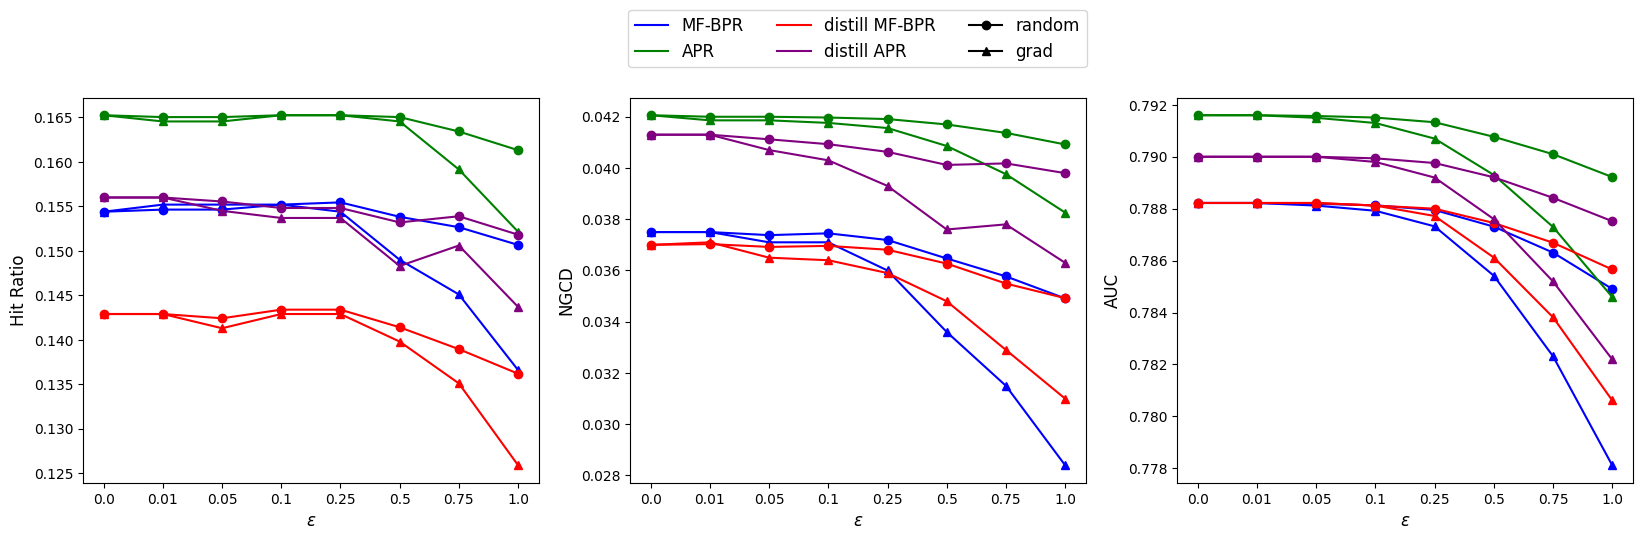 MF-BPR distill MF-BPR random
APR distill APR grad
Hit Ratio
0.165
0.160
0.155
0.150
0.145
0.140
0.135
0.130
0.125
0.0 0.01 0.05 0.1 0.25 0.5 0.75 1.0
ε
NGCD
0.042
0.040
0.038
0.036
0.034
0.032
0.030
0.028
0.0 0.01 0.05 0.1 0.25 0.5 0.75 1.0
ε
AUC
0.792
0.790
0.788
0.786
0.784
0.782
0.780
0.778
0.0 0.01 0.05 0.1 0.25 0.5 0.75 1.0
ε